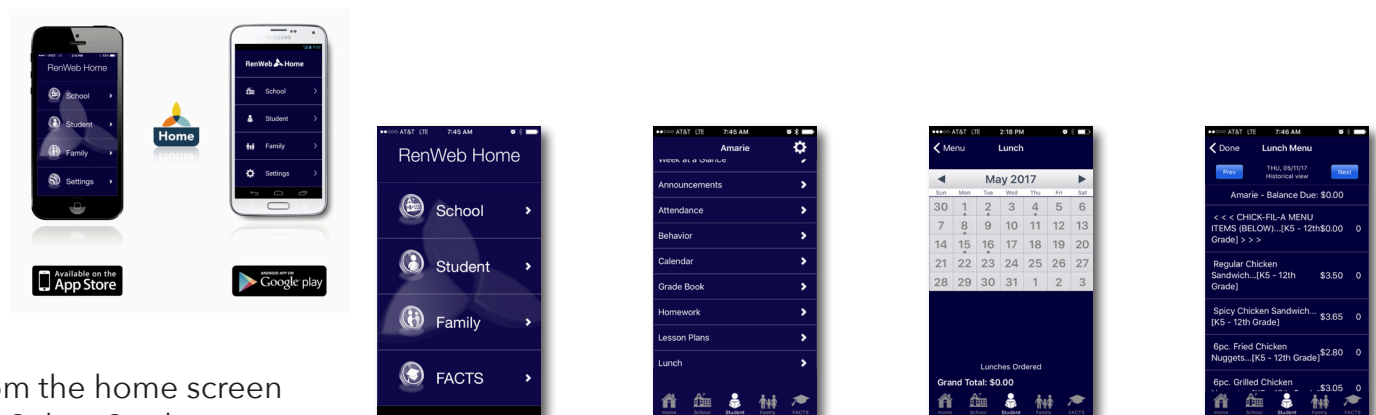 RenWeb Home
School
Student
Family
Settings
RenWeb Home
School
Student
Family
Settings
Home
Available on the
App Store
ANDROID APP ON
Google play
AT&T LTE 7:45 AM
RenWeb Home
School
Student
Family
FACTS
AT&T LTE 7:45 AM
Amarie
Week at a Glance
Announcements
Attendance
Behavior
Calendar
Grade Book
Homework
Lesson Plans
Lunch
Home School Student Family FACTS
AT&T LTE 2:18 PM
Menu Lunch
May 2017
Sun Mon Tue Wed Thu Fri Sat
30 1 2 3 4 5 6
7 8 9 10 11 12 13
14 15 16 17 18 19 20
21 22 23 24 25 26 27
28 29 30 31 1 2 3
Lunches Ordered
Grand Total: $0.00
Home School Student Family FACTS
AT&T LTE 7:46 AM
Done Lunch Menu
Prev THU, 05/11/17 Next
Historical view
Amarie - Balance Due: $0.00
< < < CHICK-FIL-A MENU
ITEMS (BELOW)...[K5 - 12th $0.00 0
Grade] > > >
Regular Chicken
Sandwich...[K5 - 12th $3.50 0
Grade]
Spicy Chicken Sandwich... $3.65 0
[K5 - 12th Grade]
6pc. Fried Chicken
Nuggets...[K5 - 12th Grade] $2.80 0
6pc. Grilled Chicken
$3.05 0
Home School Student Family FACTS
om the home screen